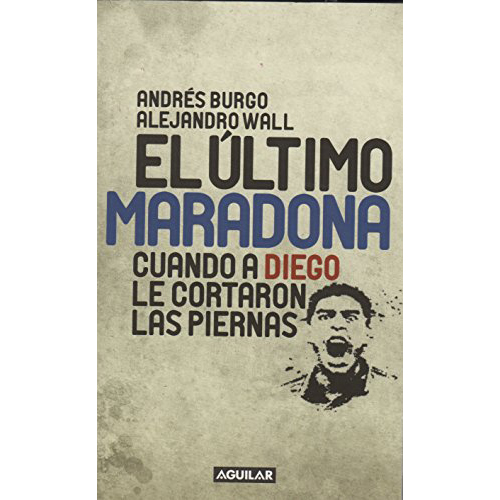 ANDRÉS BURGO
ALEJANDRO WALL
EL ÚLTIMO
MARADONA
CUANDO A DIEGO
LE CORTARON
LAS PIERNAS
AGUILAR